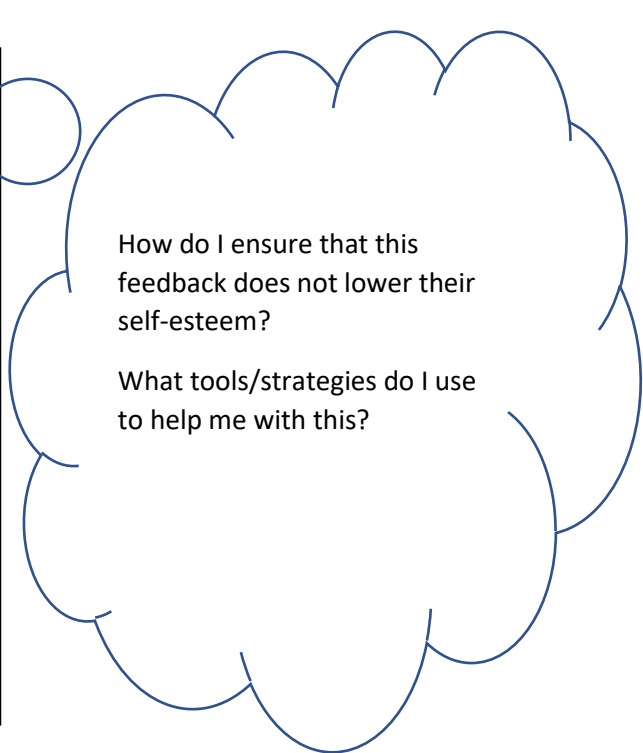 How do I ensure that this
feedback does not lower their
self-esteem?
What tools/strategies do I use
to help me with this?